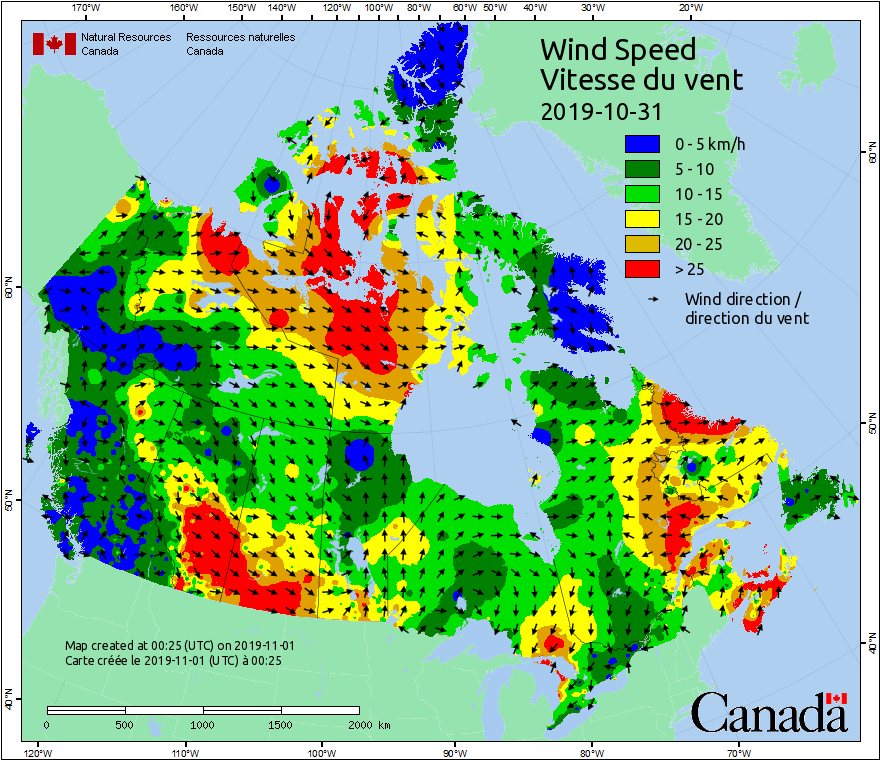 170°W 160°W 150°W 140°W 130°W 120°W 110°W 100°W 90°W 80°W 70°W 60°W 50°W 40°W 30°W 20°W
Natural Resources Canada
Ressources naturelles Canada
Wind Speed
Vitesse du vent
2019-10-31
0 - 5 km/h
5 - 10
10 - 15
15 - 20
20 - 25
> 25
Wind direction /
direction du vent
60°N
60°N
50°N
50°N
40°N
40°N
Map created at 00:25 (UTC) on 2019-11-01
Carte créée le 2019-11-01 (UTC) à 00:25
0 500 1000 1500 2000 km
Canada
120°W 110°W 100°W 90°W 80°W 70°W